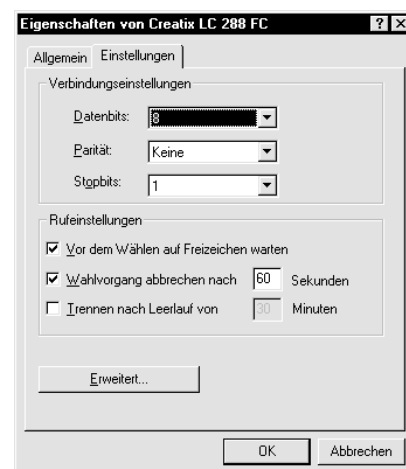 Eigenschaften von Creatix LC 288 FC
Allgemein Einstellungen
Verbindungseinstellungen
Datenbits: 8
Parität: Keine
Stopbits: 1
Rufeinstellungen
Vor dem Wählen auf Freizeichen warten
Wahlvorgang abbrechen nach 60 Sekunden
Trennen nach Leerlauf von 30 Minuten
Erweitert...
OK Abbrechen